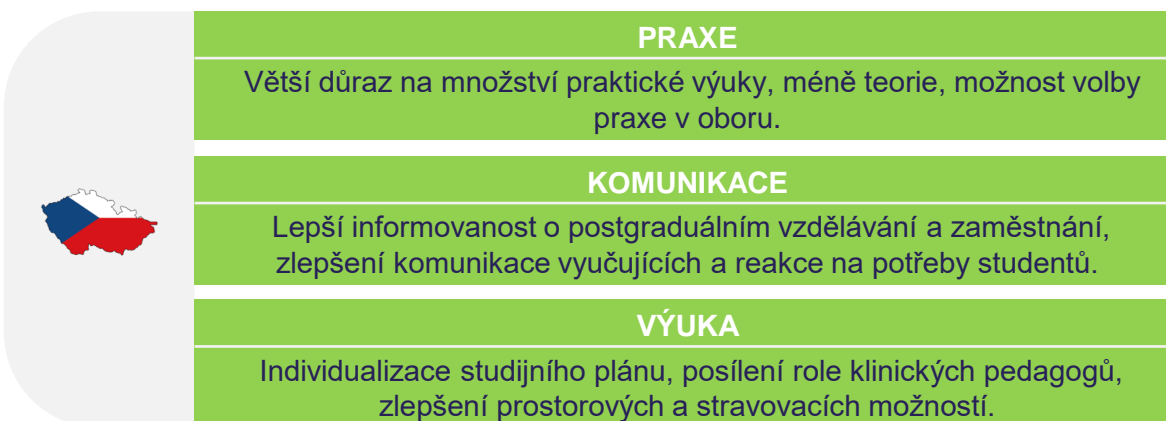 PRAXE
Větší důraz na množství praktické výuky, méně teorie, možnost volby
praxe v oboru.
KOMUNIKACE
Lepší informovanost o postgraduálním vzdělávání a zaměstnání,
zlepšení komunikace vyučujících a reakce na potřeby studentů.
VÝUKA
Individualizace studijního plánu, posílení role klinických pedagogů,
zlepšení prostorových a stravovacích možností.